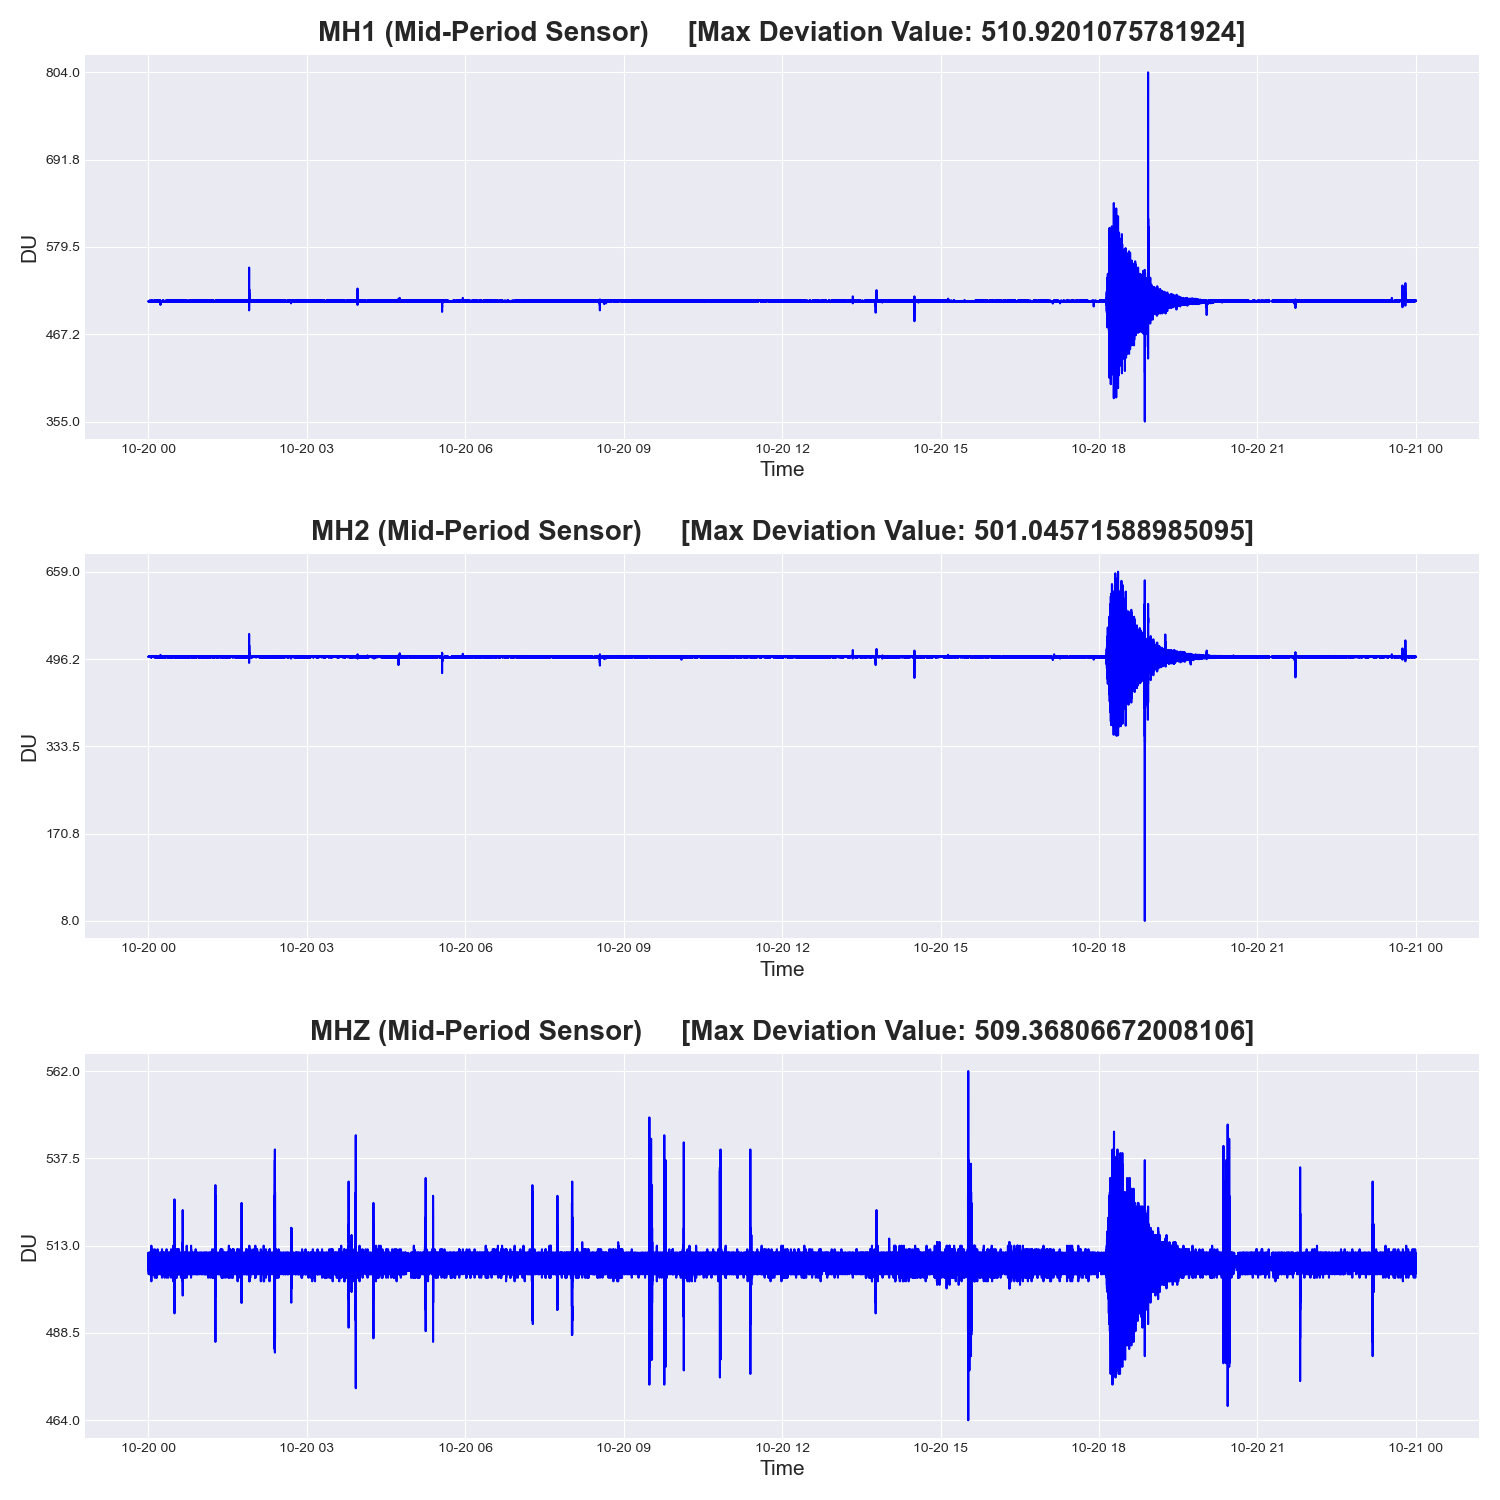 MH1 (Mid-Period Sensor) [Max Deviation Value: 510.9201075781924]
804.0
691.8
579.5
467.2
355.0
DU
10-20 00 10-20 03 10-20 06 10-20 09 10-20 12 10-20 15 10-20 18 10-20 21 10-21 00
Time
MH2 (Mid-Period Sensor) [Max Deviation Value: 501.04571588985095]
659.0
496.2
333.5
170.8
8.0
DU
10-20 00 10-20 03 10-20 06 10-20 09 10-20 12 10-20 15 10-20 18 10-20 21 10-21 00
Time
MHZ (Mid-Period Sensor) [Max Deviation Value: 509.36806672008106]
562.0
537.5
513.0
488.5
464.0
DU
10-20 00 10-20 03 10-20 06 10-20 09 10-20 12 10-20 15 10-20 18 10-20 21 10-21 00
Time